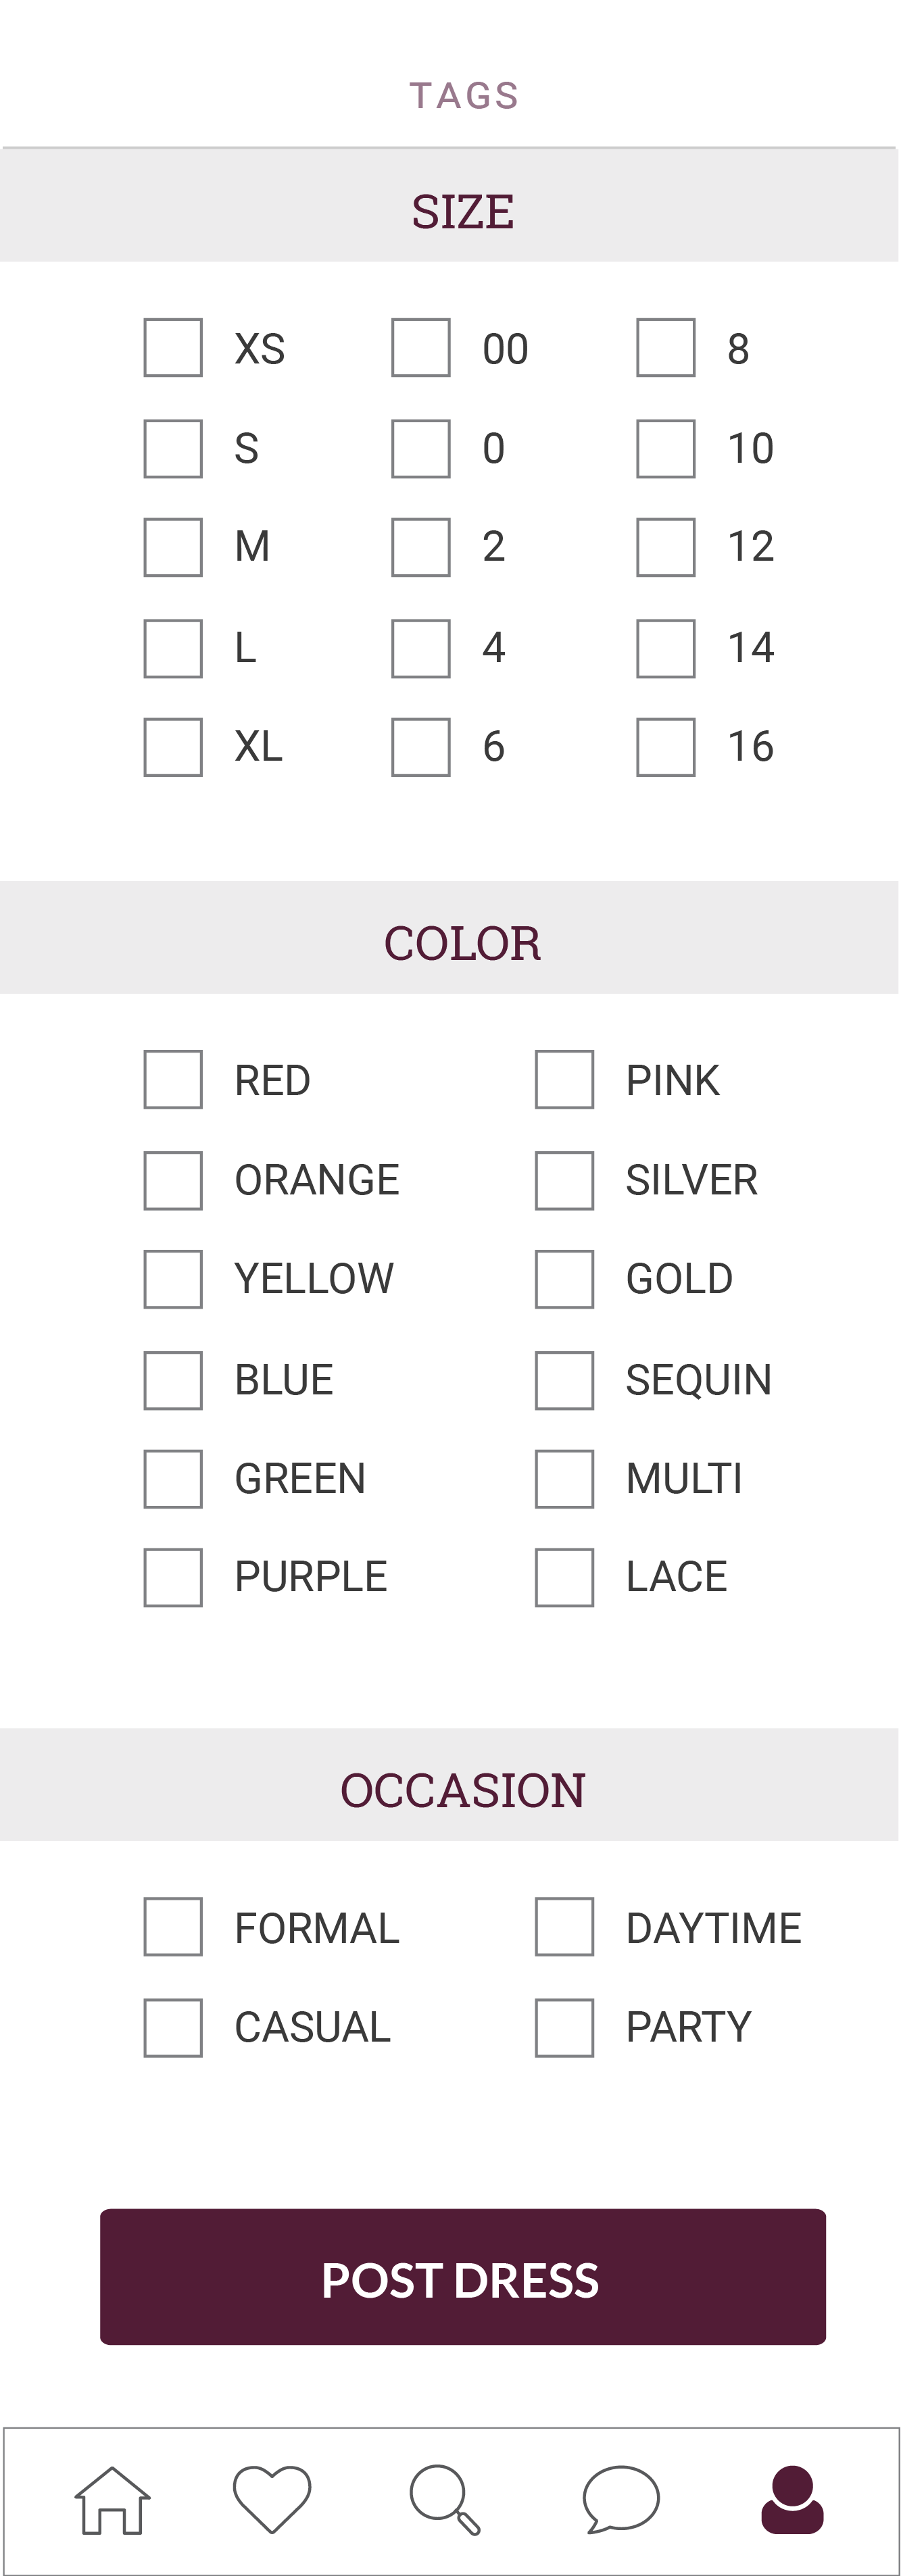 TAGS
SIZE
XS 00 8
S 0 10
M 2 12
L 4 14
XL 6 16
COLOR
RED PINK
ORANGE SILVER
YELLOW GOLD
BLUE SEQUIN
GREEN MULTI
PURPLE LACE
OCCASION
FORMAL DAYTIME
CASUAL PARTY
POST DRESS